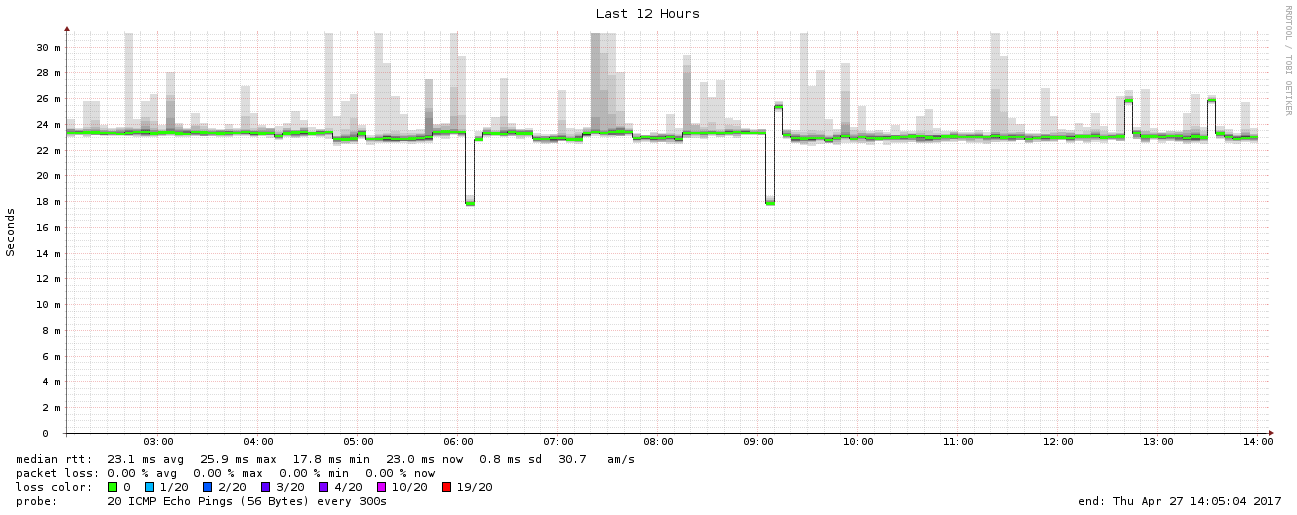 Last 12 Hours
RRDTOOL / TOBI OETIKER
Seconds
30 m
28 m
26 m
24 m
22 m
20 m
18 m
16 m
14 m
12 m
10 m
8 m
6 m
4 m
2 m
0
03:00 04:00 05:00 06:00 07:00 08:00 09:00 10:00 11:00 12:00 13:00 14:00
median rtt: 23.1 ms avg 25.9 ms max 17.8 ms min 23.0 ms now 0.8 ms sd 30.7 am/s
packet loss: 0.00 % avg 0.00 % max 0.00 % min 0.00 % now
loss color: 0 1/20 2/20 3/20 4/20 10/20 19/20
probe: 20 ICMP Echo Pings (56 Bytes) every 300s end: Thu Apr 27 14:05:04 2017